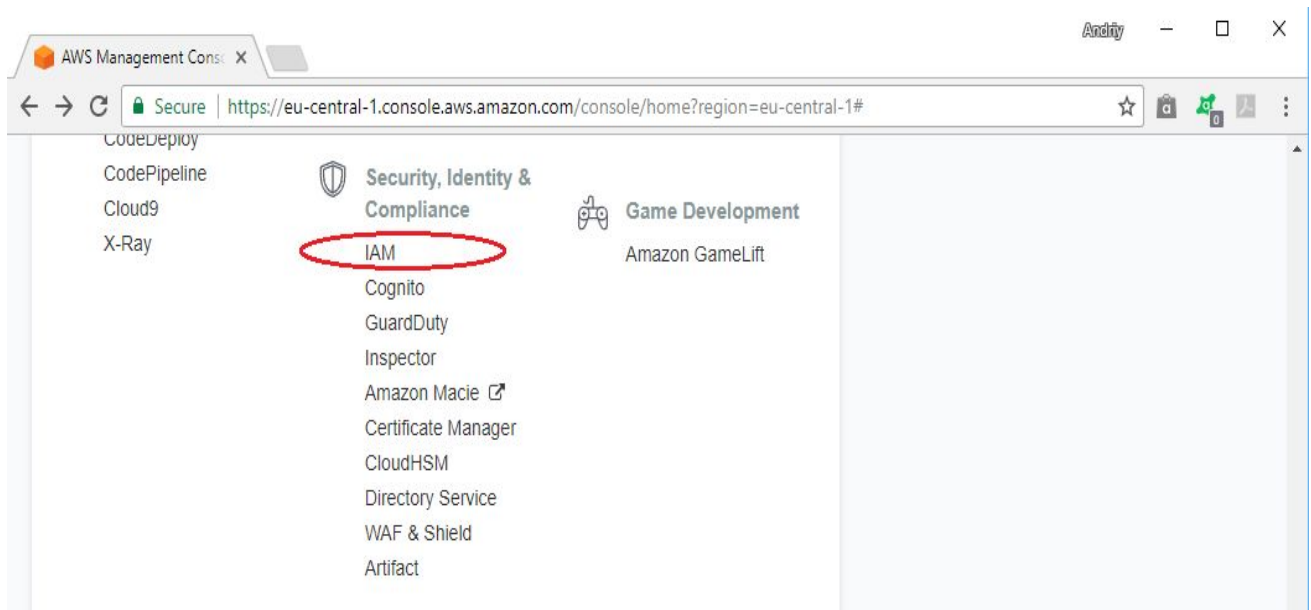 Andriy
AWS Management Cons
Secure | https://eu-central-1.console.aws.amazon.com/console/home?region=eu-central-1#
0
CodeDeploy
CodePipeline
Cloud9
X-Ray
Security, Identity &
Compliance
IAM
Cognito
GuardDuty
Inspector
Amazon Macie
Certificate Manager
CloudHSM
Directory Service
WAF & Shield
Artifact
Game Development
Amazon GameLift